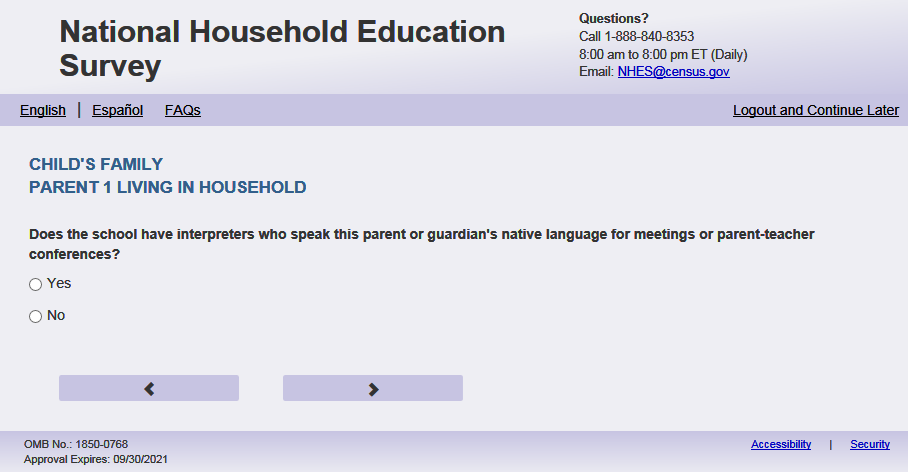 National Household Education
Survey
Questions?
Call 1-888-840-8353
8:00 am to 8:00 pm ET (Daily)
Email: NHES@census.gov
English | Español FAQs Logout and Continue Later
CHILD'S FAMILY
PARENT 1 LIVING IN HOUSEHOLD
Does the school have interpreters who speak this parent or guardian's native language for meetings or parent-teacher
conferences?
Yes
No
OMB No.: 1850-0768
Approval Expires: 09/30/2021
Accessibility | Security